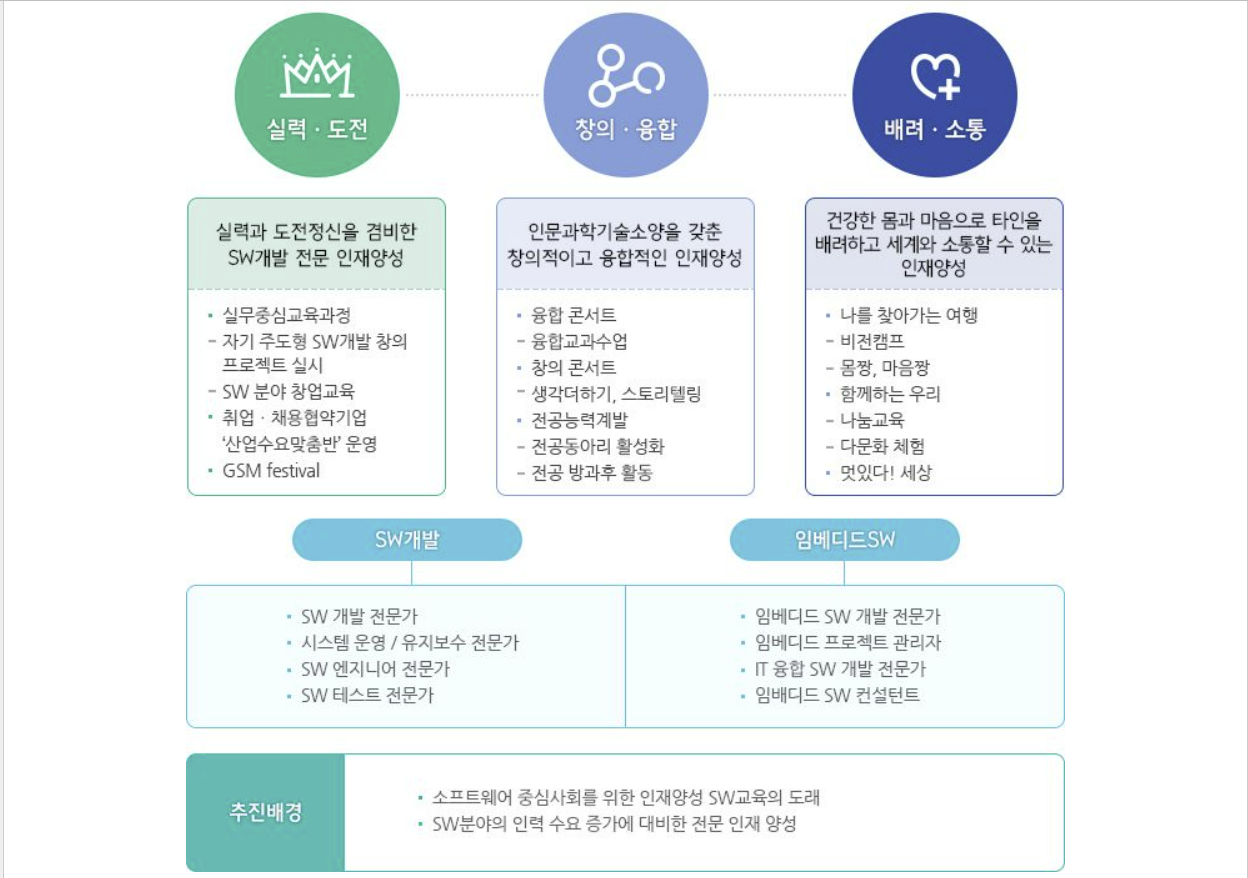 실력 · 도전
창의 · 융합
배려 · 소통
실력과 도전정신을 겸비한
SW개발 전문 인재양성
실무중심교육과정
– 자기 주도형 SW개발 창의
프로젝트 실시
– SW 분야 창업교육
취업 · 채용협약기업
‘산업수요맞춤반’ 운영
GSM festival
인문과학기술소양을 갖춘
창의적이고 융합적인 인재양성
융합 콘서트
– 융합교과수업
창의 콘서트
– 생각더하기, 스토리텔링
전공능력계발
– 전공동아리 활성화
– 전공 방과후 활동
건강한 몸과 마음으로 타인을
배려하고 세계와 소통할 수 있는
인재양성
나를 찾아가는 여행
– 비전캠프
– 몸짱, 마음짱
함께하는 우리
– 나눔교육
– 다문화 체험
멋있다! 세상
SW개발
SW 개발 전문가
시스템 운영 / 유지보수 전문가
SW 엔지니어 전문가
SW 테스트 전문가
임베디드SW
임베디드 SW 개발 전문가
임베디드 프로젝트 관리자
IT 융합 SW 개발 전문가
임배디드 SW 컨설턴트
추진배경
소프트웨어 중심사회를 위한 인재양성 SW교육의 도래
SW분야의 인력 수요 증가에 대비한 전문 인재 양성